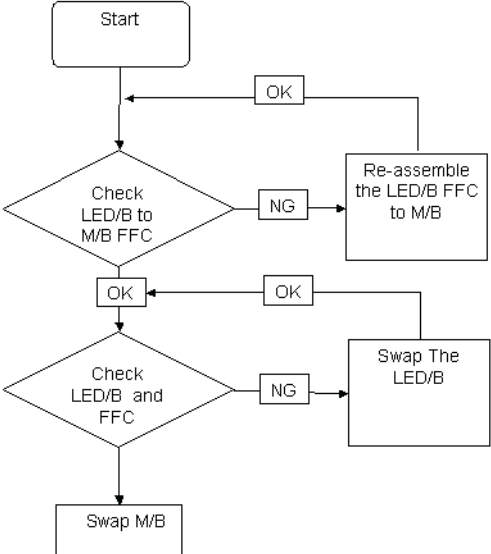 Start
OK
Check
LED/B to
M/B FFC
NG
Re-assemble
the LED/B FFC
to M/B
OK
OK
Check
LED/B and
FFC
NG
Swap The
LED/B
Swap M/B